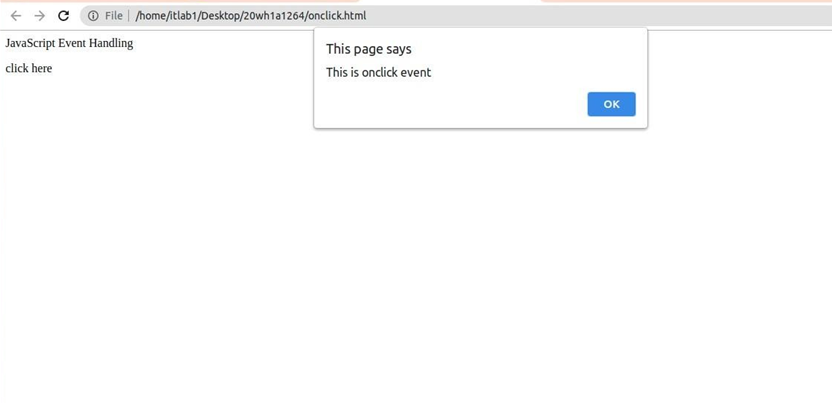 File | /home/itlab1/Desktop/20wh1a1264/onclick.html
JavaScript Event Handling
click here
This page says
This is onclick event
OK